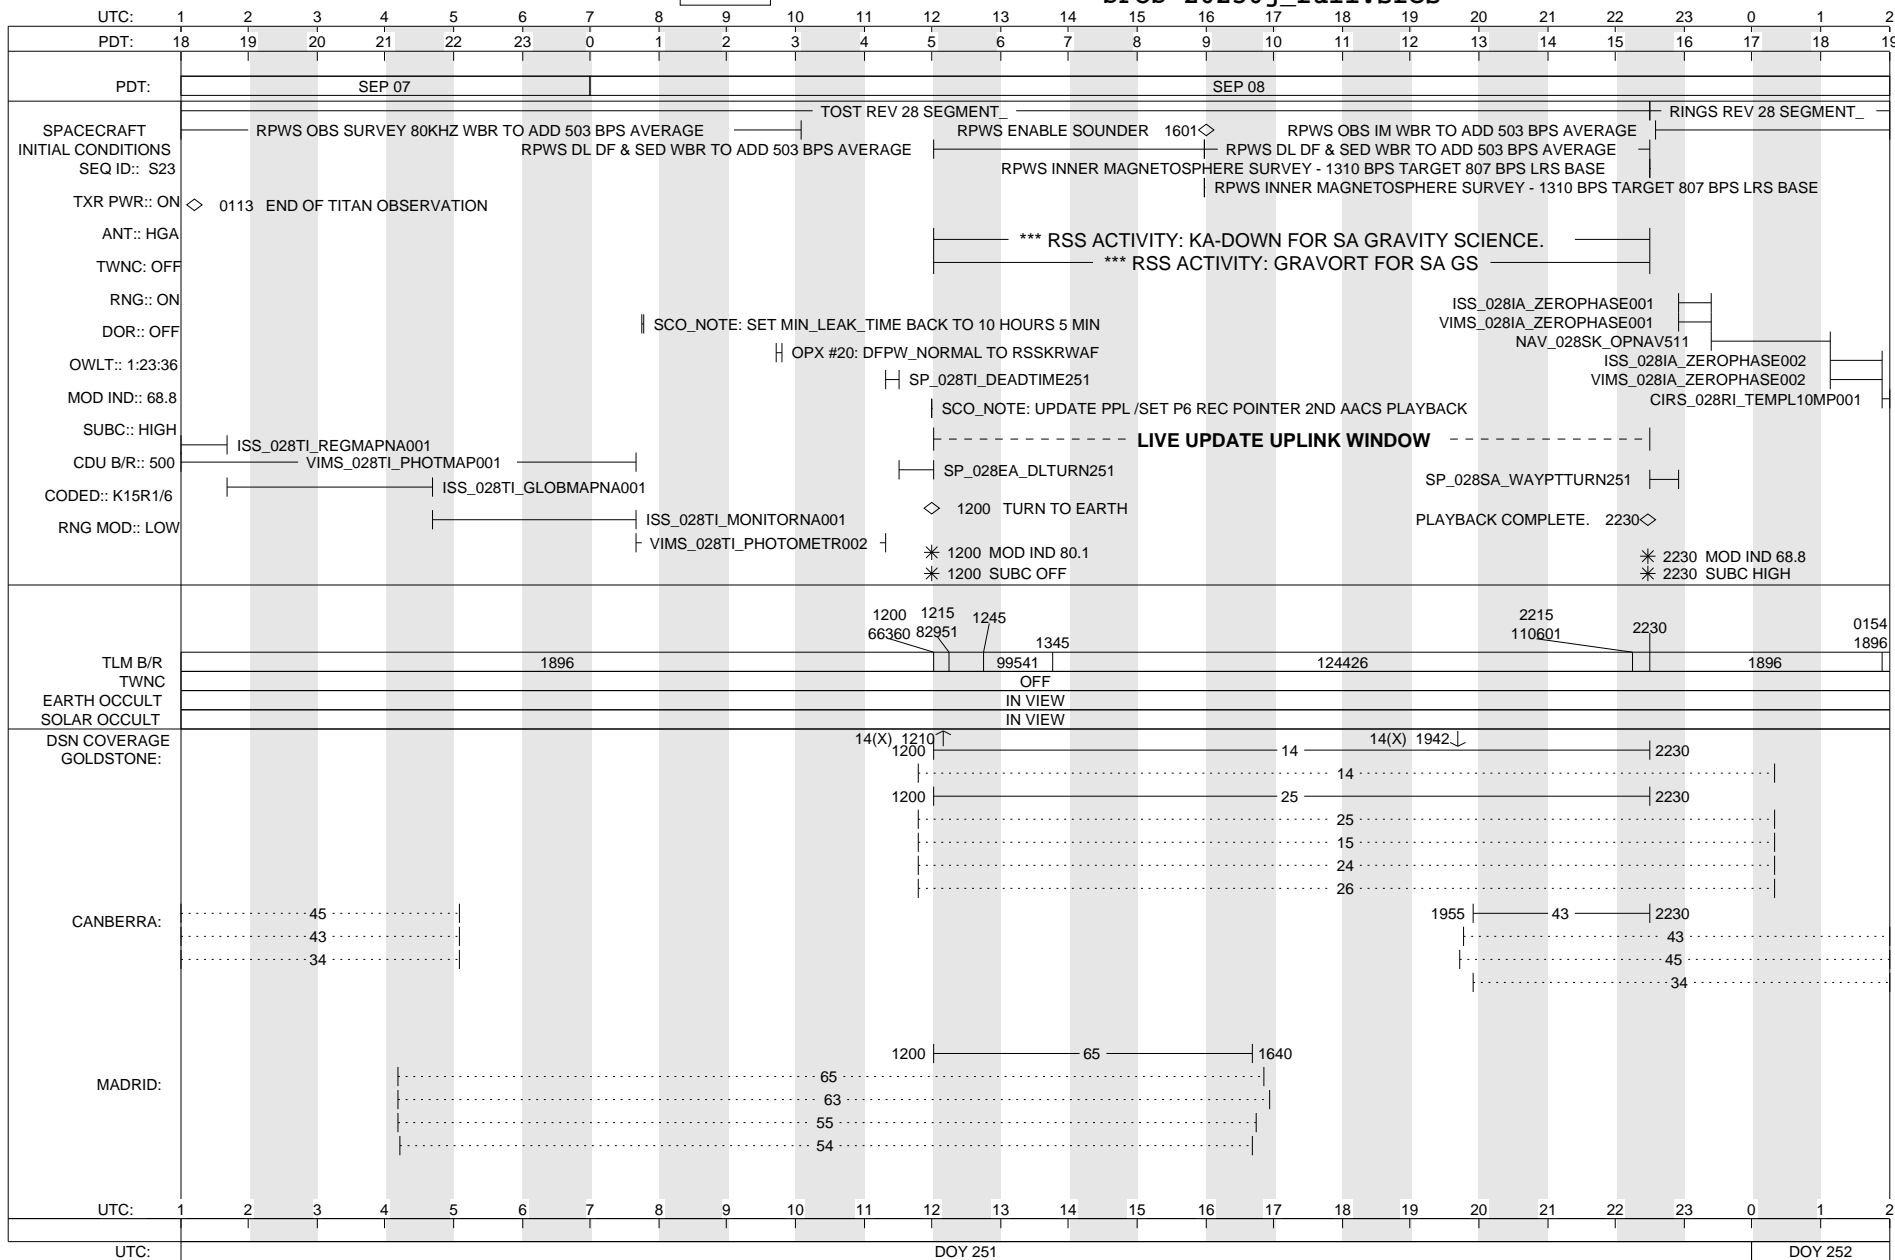 UTC: 1 2 3 4 5 6 7 8 9 10 11 12 13 14 15 16 17 18 19 20 21 22 23 0 1 2
PDT: 18 19 20 21 22 23 0 1 2 3 4 5 6 7 8 9 10 11 12 13 14 15 16 17 18 19
PDT: SEP 07 SEP 08
TOST REV 28 SEGMENT_ RINGS REV 28 SEGMENT_
SPACECRAFT RPWS OBS SURVEY 80KHZ WBR TO ADD 503 BPS AVERAGE RPWS ENABLE SOUNDER 1601 RPWS OBS IM WBR TO ADD 503 BPS AVERAGE
INITIAL CONDITIONS RPWS DL DF & SED WBR TO ADD 503 BPS AVERAGE RPWS DL DF & SED WBR TO ADD 503 BPS AVERAGE
SEQ ID:: S23 RPWS INNER MAGNETOSPHERE SURVEY - 1310 BPS TARGET 807 BPS LRS BASE
RPWS INNER MAGNETOSPHERE SURVEY - 1310 BPS TARGET 807 BPS LRS BASE
TXR PWR:: ON 0113 END OF TITAN OBSERVATION
ANT:: HGA *** RSS ACTIVITY: KA-DOWN FOR SA GRAVITY SCIENCE.
TWNC: OFF *** RSS ACTIVITY: GRAVORT FOR SA GS
RNG:: ON ISS_028IA_ZEROPHASE001
DOR:: OFF SCO_NOTE: SET MIN_LEAK_TIME BACK TO 10 HOURS 5 MIN VIMS_028IA_ZEROPHASE001
NAV_028SK_OPNAV511
OPX #20: DFPW_NORMAL TO RSSKRWAF
OWLT:: 1:23:36 ISS_028IA_ZEROPHASE002
SP_028TI_DEADTIME251 VIMS_028IA_ZEROPHASE002
MOD IND:: 68.8 CIRS_028RI_TEMPL10MP001
SCO_NOTE: UPDATE PPL /SET P6 REC POINTER 2ND AACS PLAYBACK
SUBC:: HIGH
LIVE UPDATE UPLINK WINDOW
ISS_028TI_REGMAPNA001
CDU B/R:: 500 VIMS_028TI_PHOTMAP001
SP_028EA_DLTURN251 SP_028SA_WAYPTTURN251
ISS_028TI_GLOBMAPNA001
CODED:: K15R1/6
1200 TURN TO EARTH
ISS_028TI_MONITORNA001 PLAYBACK COMPLETE. 2230
RNG MOD:: LOW
VIMS_028TI_PHOTOMETR002
1200 MOD IND 80.1 2230 MOD IND 68.8
1200 SUBC OFF 2230 SUBC HIGH
1200 1215 1245 2215 2230 0154
66360 82951 1345 110601 1896
TLM B/R 1896 99541 124426 1896
TWNC OFF
EARTH OCCULT IN VIEW
SOLAR OCCULT IN VIEW
DSN COVERAGE 14(X) 1210 14(X) 1942
GOLDSTONE: 1200 14 2230
14
1200 25 2230
25
15
24
26
CANBERRA: 45 1955 43 2230
43 43
34 45
34
1200 65 1640
65
MADRID:
63
55
54
UTC: 1 2 3 4 5 6 7 8 9 10 11 12 13 14 15 16 17 18 19 20 21 22 23 0 1 2
UTC: DOY 251 DOY 252